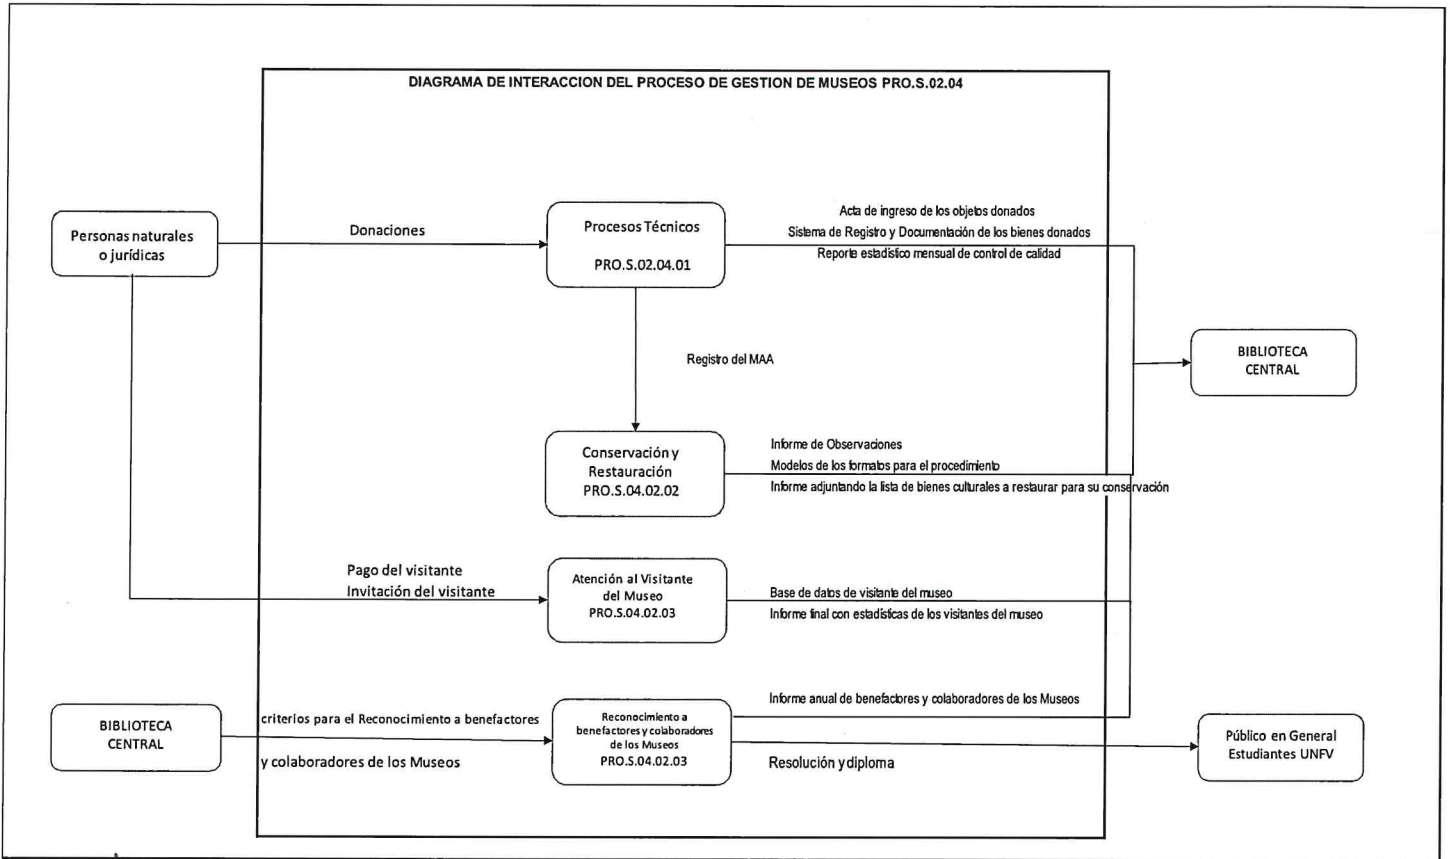 DIAGRAMA DE INTERACCION DEL PROCESO DE GESTION DE MUSEOS PRO.S.02.04
Personas naturales
o jurídicas
Donaciones
Procesos Técnicos
PRO.S.02.04.01
Acta de ingreso de los objetos donados
Sistema de Registro y Documentación de los bienes donados
Reporte estadístico mensual de control de calidad
Registro del MAA
BIBLIOTECA
CENTRAL
Conservación y
Restauración
PRO.S.04.02.02
Informe de Observaciones
Modelos de los formatos para el procedimiento
Informe adjuntando la lista de bienes culturales a restaurar para su conservación
Pago del visitante
Invitación del visitante
Atención al Visitante
del Museo
PRO.S.04.02.03
Base de datos de visitante del museo
Informe final con estadísticas de los visitantes del museo
BIBLIOTECA
CENTRAL
criterios para el Reconocimiento a benefactores
y colaboradores de los Museos
Reconocimiento a
benefactores y colaboradores
de los Museos
PRO.S.04.02.03
Informe anual de benefactores y colaboradores de los Museos
Resolución y diploma
Público en General
Estudiantes UNFV